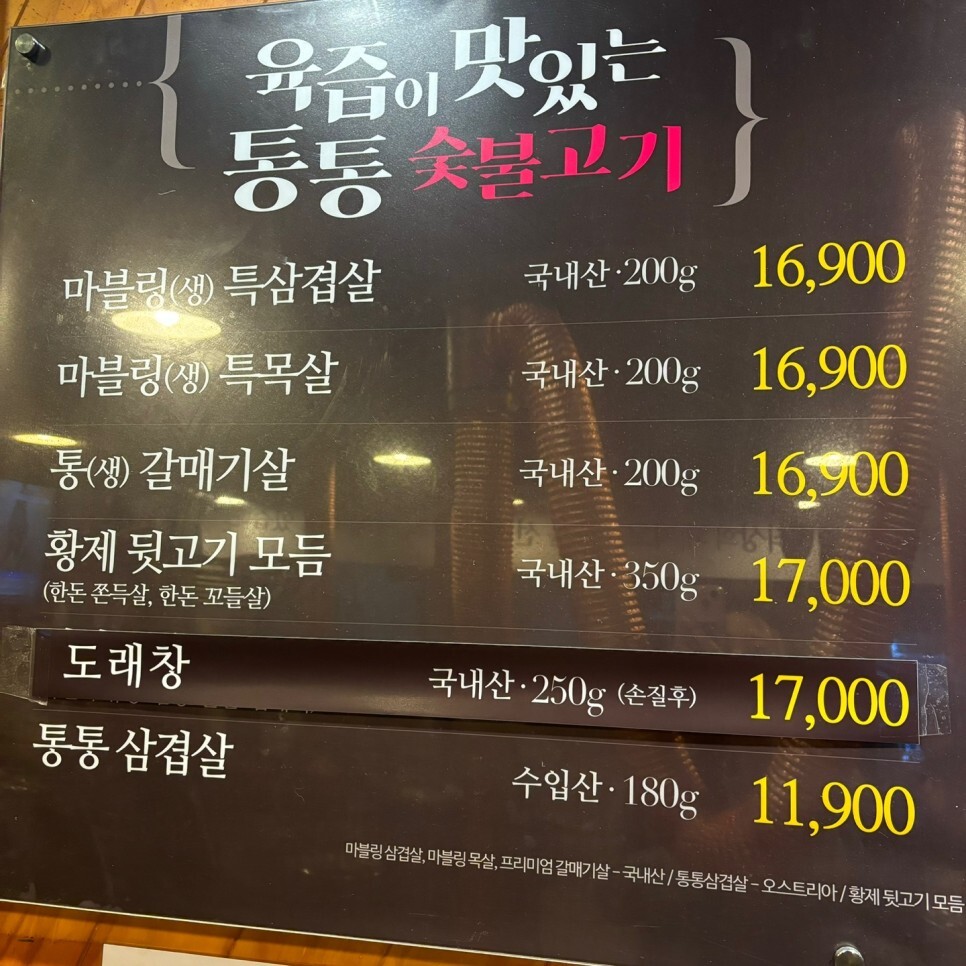 육즙이 맛있는
통통 숯불고기
마블링(생) 특삼겹살 국내산·200g 16,900
마블링(생) 특목살 국내산·200g 16,900
통(생) 갈매기살 국내산·200g 16,900
황제 뒷고기 모듬 국내산·350g 17,000
(한돈 쫀득살, 한돈 꼬들살)
도래창 국내산·250g (손질후) 17,000
통통 삼겹살 수입산·180g 11,900
마블링 삼겹살, 마블링 목살, 프리미엄 갈매기살 – 국내산 / 통통삼겹살 – 오스트리아 / 황제 뒷고기 모듬